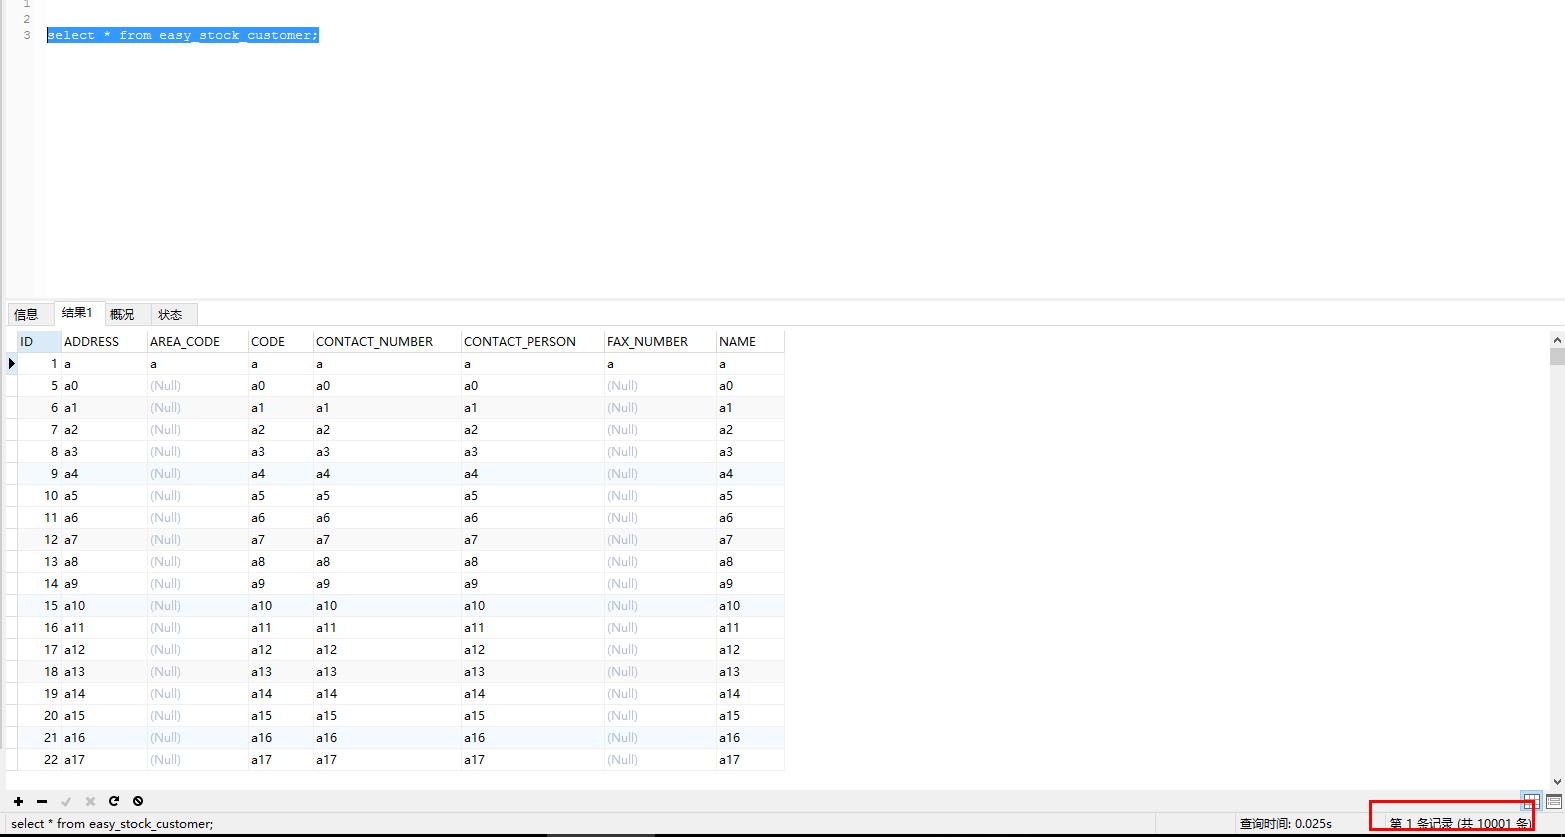 1
2
3 select * from easy_stock_customer;
信息 结果1 概况 状态
ID ADDRESS AREA_CODE CODE CONTACT_NUMBER CONTACT_PERSON FAX_NUMBER NAME
1 a a a a a a a
5 a0 (Null) a0 a0 a0 (Null) a0
6 a1 (Null) a1 a1 a1 (Null) a1
7 a2 (Null) a2 a2 a2 (Null) a2
8 a3 (Null) a3 a3 a3 (Null) a3
9 a4 (Null) a4 a4 a4 (Null) a4
10 a5 (Null) a5 a5 a5 (Null) a5
11 a6 (Null) a6 a6 a6 (Null) a6
12 a7 (Null) a7 a7 a7 (Null) a7
13 a8 (Null) a8 a8 a8 (Null) a8
14 a9 (Null) a9 a9 a9 (Null) a9
15 a10 (Null) a10 a10 a10 (Null) a10
16 a11 (Null) a11 a11 a11 (Null) a11
17 a12 (Null) a12 a12 a12 (Null) a12
18 a13 (Null) a13 a13 a13 (Null) a13
19 a14 (Null) a14 a14 a14 (Null) a14
20 a15 (Null) a15 a15 a15 (Null) a15
21 a16 (Null) a16 a16 a16 (Null) a16
22 a17 (Null) a17 a17 a17 (Null) a17
select * from easy_stock_customer; 查询时间: 0.025s 第 1 条记录 (共 10001 条)